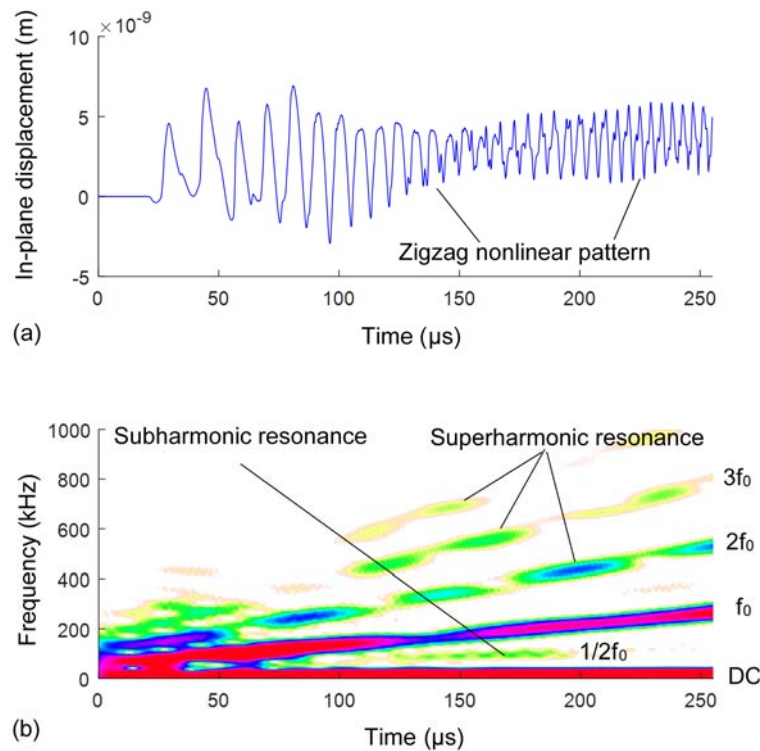 ×10⁻⁹
10
5
0
-5
In-plane displacement (m)
Zigzag nonlinear pattern
0 50 100 150 200 250
Time (μs)
(a)
Subharmonic resonance
Superharmonic resonance
1000
800
600
400
200
0
Frequency (kHz)
3f₀
2f₀
f₀
1/2f₀
DC
0 50 100 150 200 250
Time (μs)
(b)